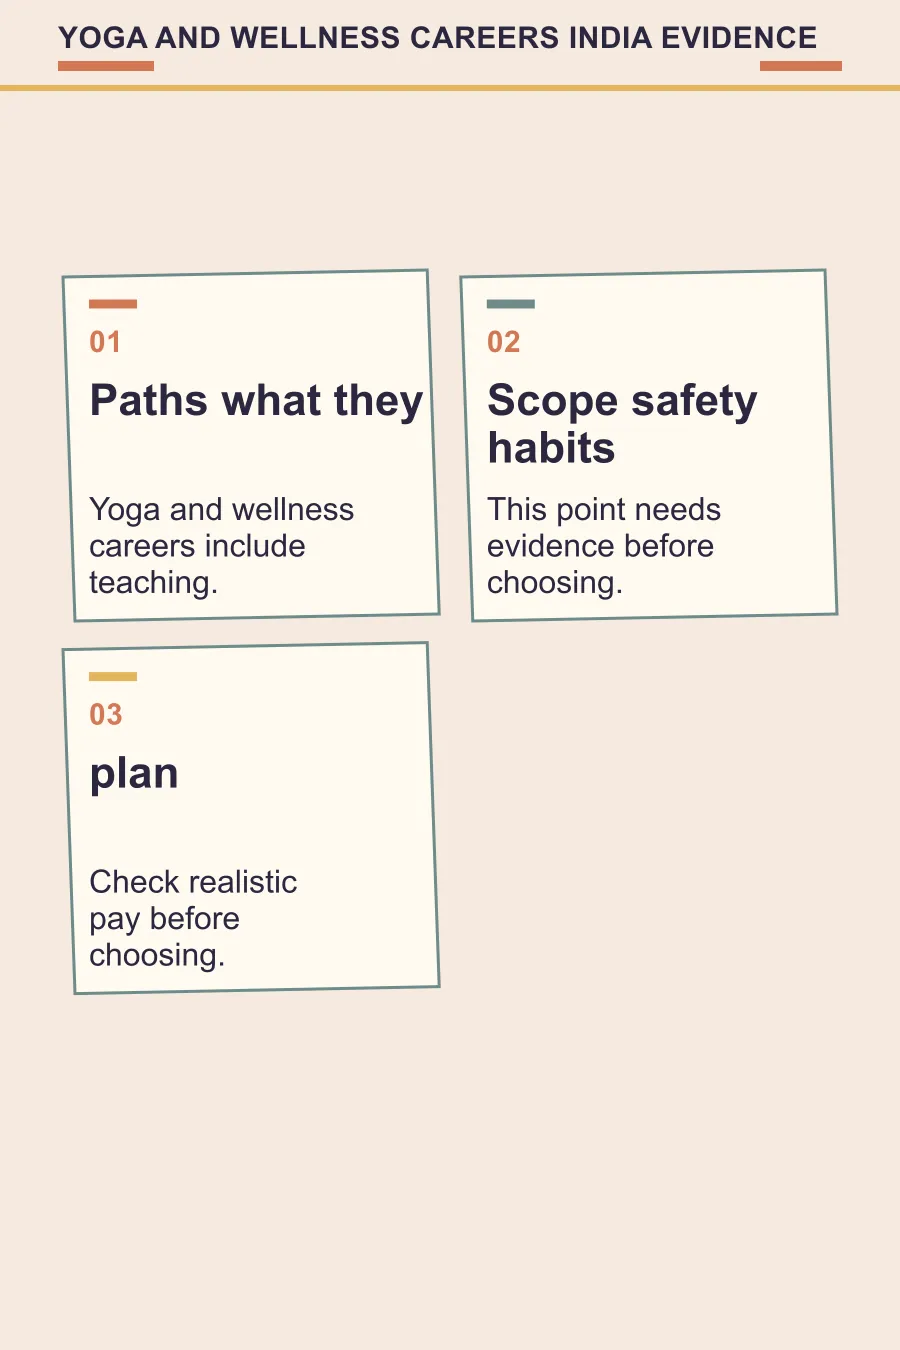 YOGA AND WELLNESS CAREERS INDIA EVIDENCE
01
Paths what they
Yoga and wellness
careers include
teaching.
02
Scope safety
habits
This point needs
evidence before
choosing.
03
plan
Check realistic
pay before
choosing.